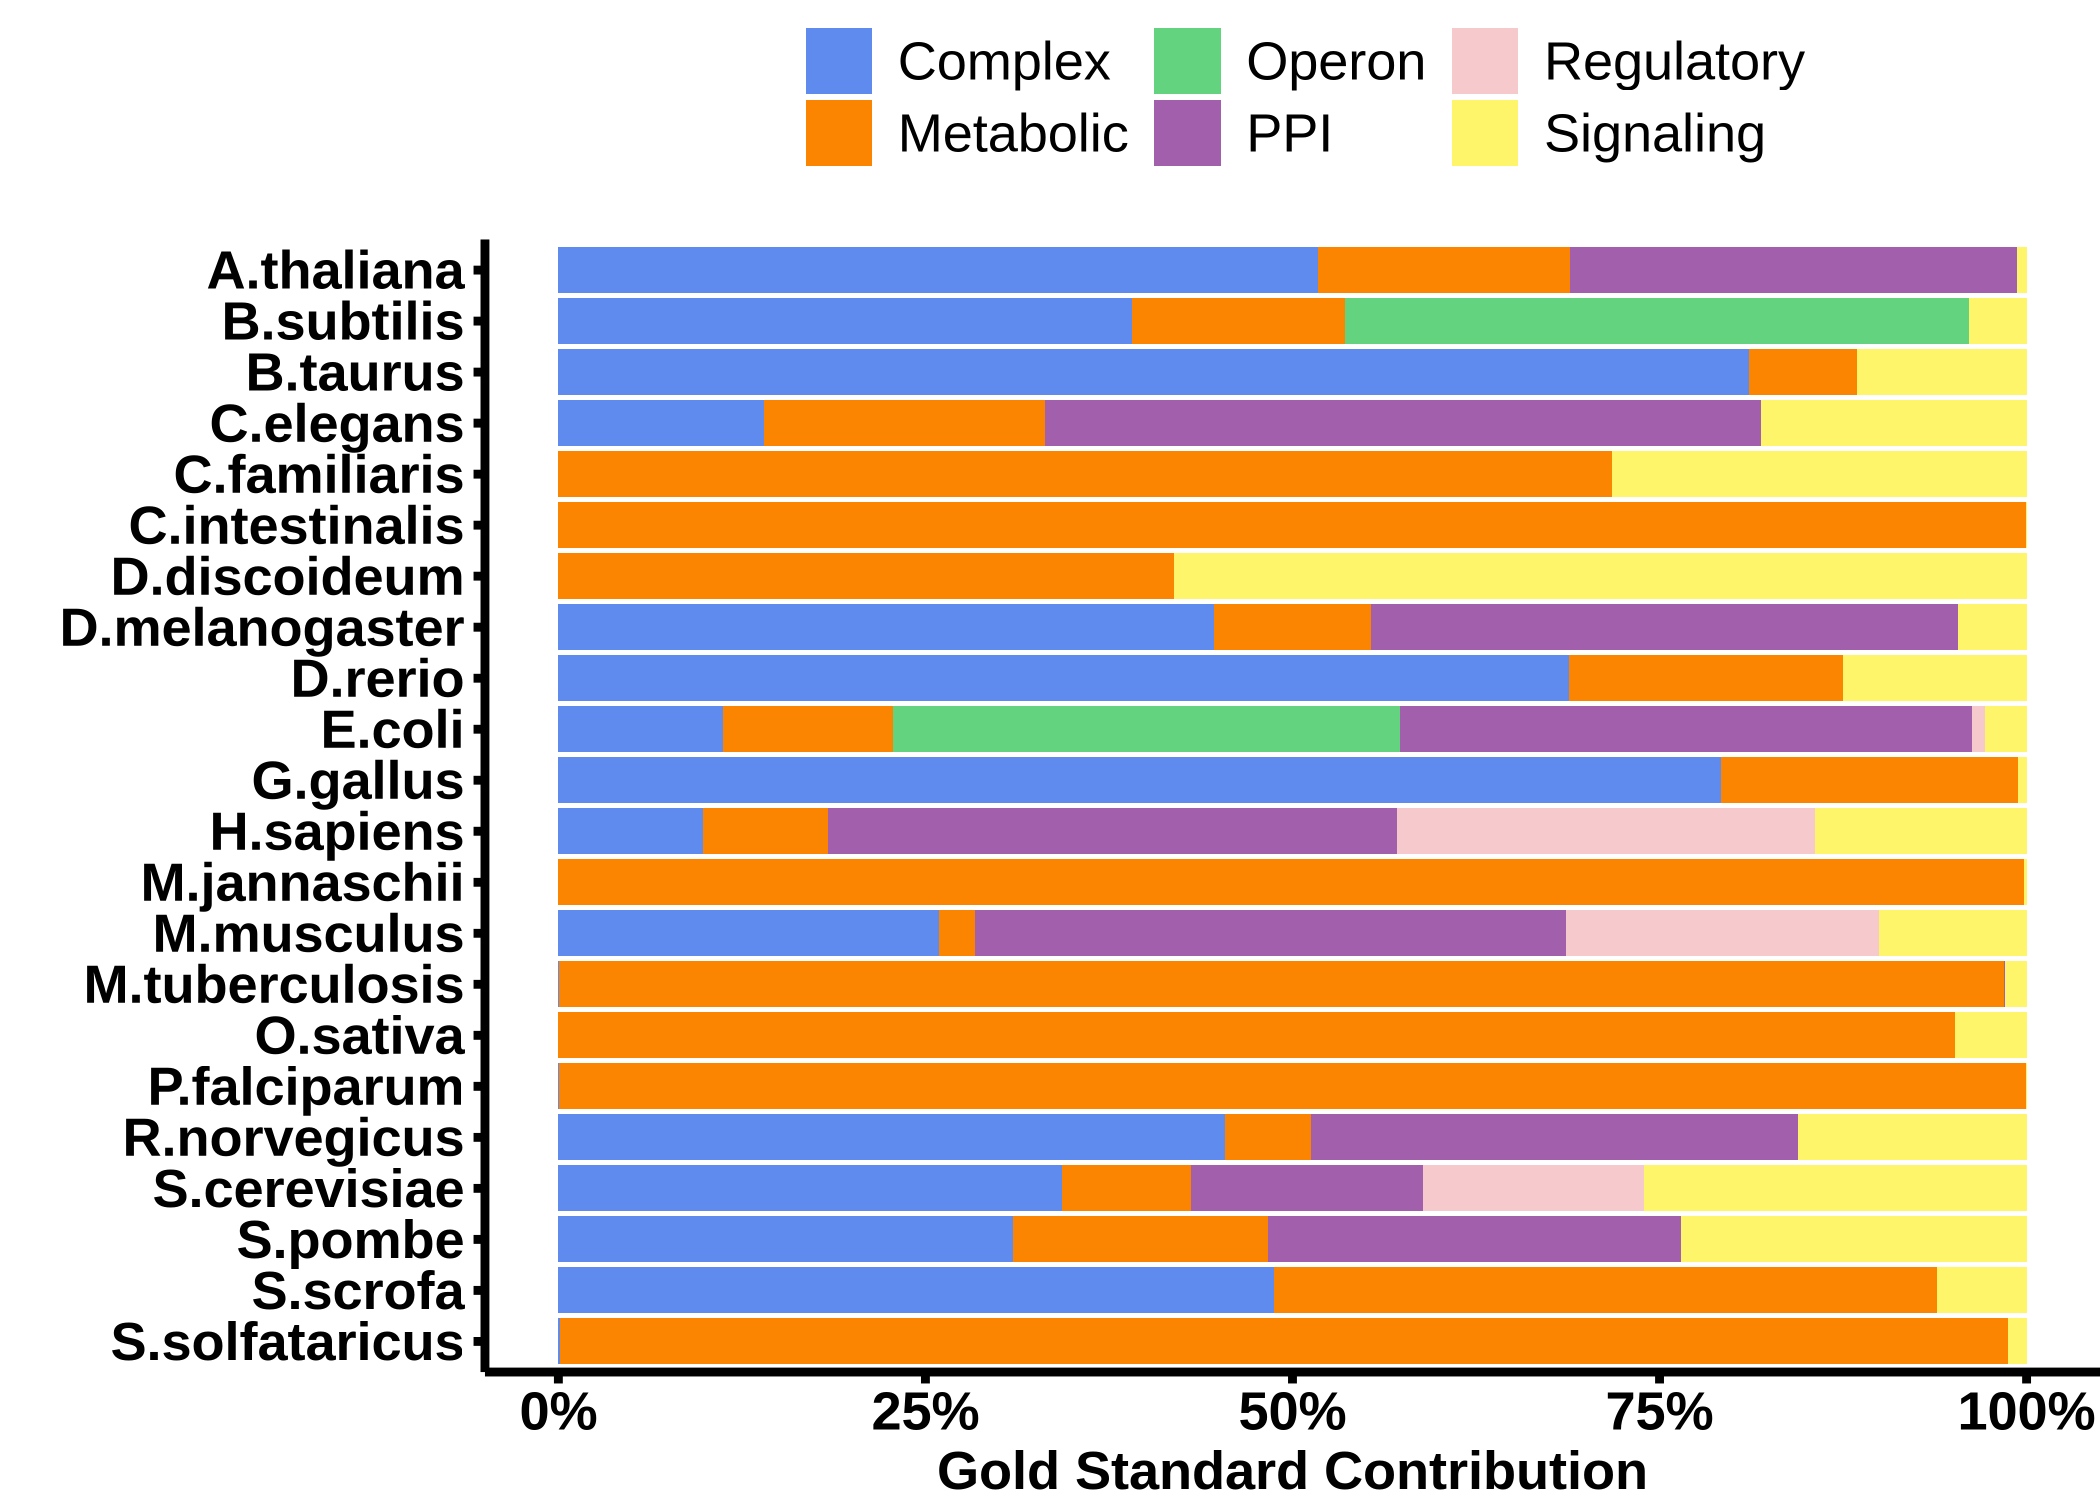 Complex Operon Regulatory
Metabolic PPI Signaling
A.thaliana
B.subtilis
B.taurus
C.elegans
C.familiaris
C.intestinalis
D.discoideum
D.melanogaster
D.rerio
E.coli
G.gallus
H.sapiens
M.jannaschii
M.musculus
M.tuberculosis
O.sativa
P.falciparum
R.norvegicus
S.cerevisiae
S.pombe
S.scrofa
S.solfataricus
0% 25% 50% 75% 100%
Gold Standard Contribution